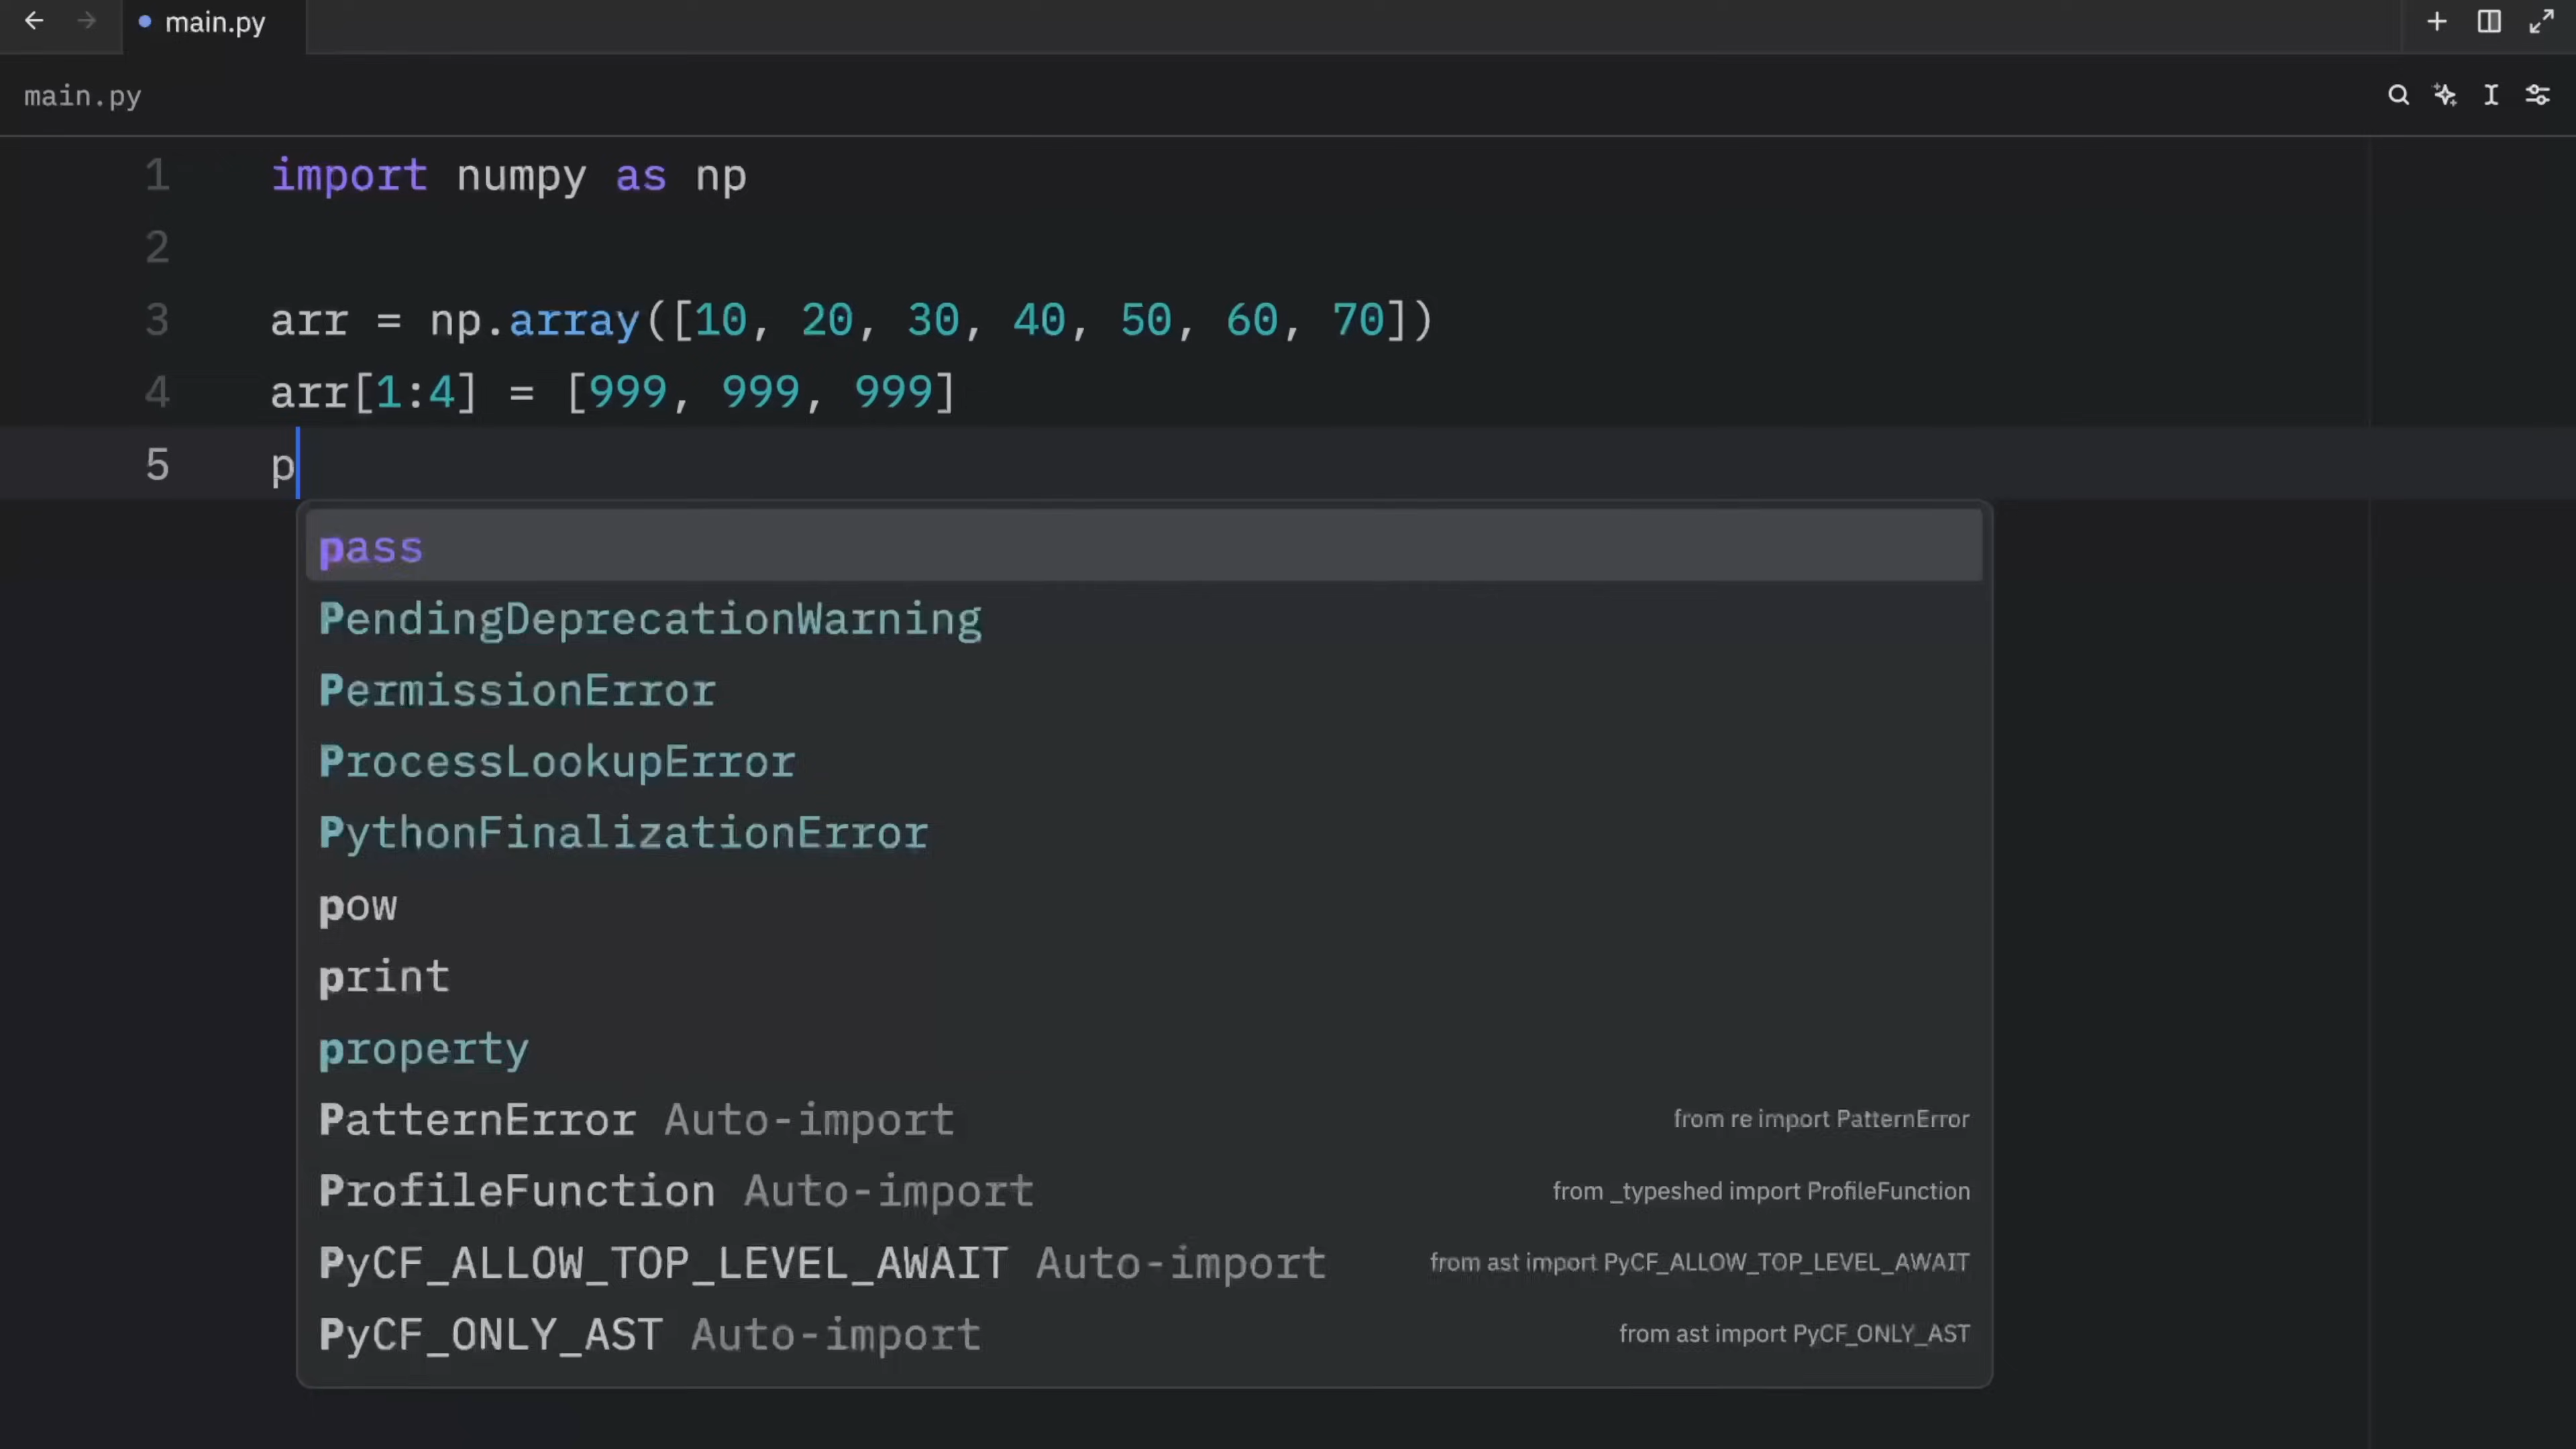 main.py
main.py
1 import numpy as np
2
3 arr = np.array([10, 20, 30, 40, 50, 60, 70])
4 arr[1:4] = [999, 999, 999]
5 p
pass
PendingDeprecationWarning
PermissionError
ProcessLookupError
PythonFinalizationError
pow
print
property
PatternError Auto-import from re import PatternError
ProfileFunction Auto-import from _typeshed import ProfileFunction
PyCF_ALLOW_TOP_LEVEL_AWAIT Auto-import from ast import PyCF_ALLOW_TOP_LEVEL_AWAIT
PyCF_ONLY_AST Auto-import from ast import PyCF_ONLY_AST